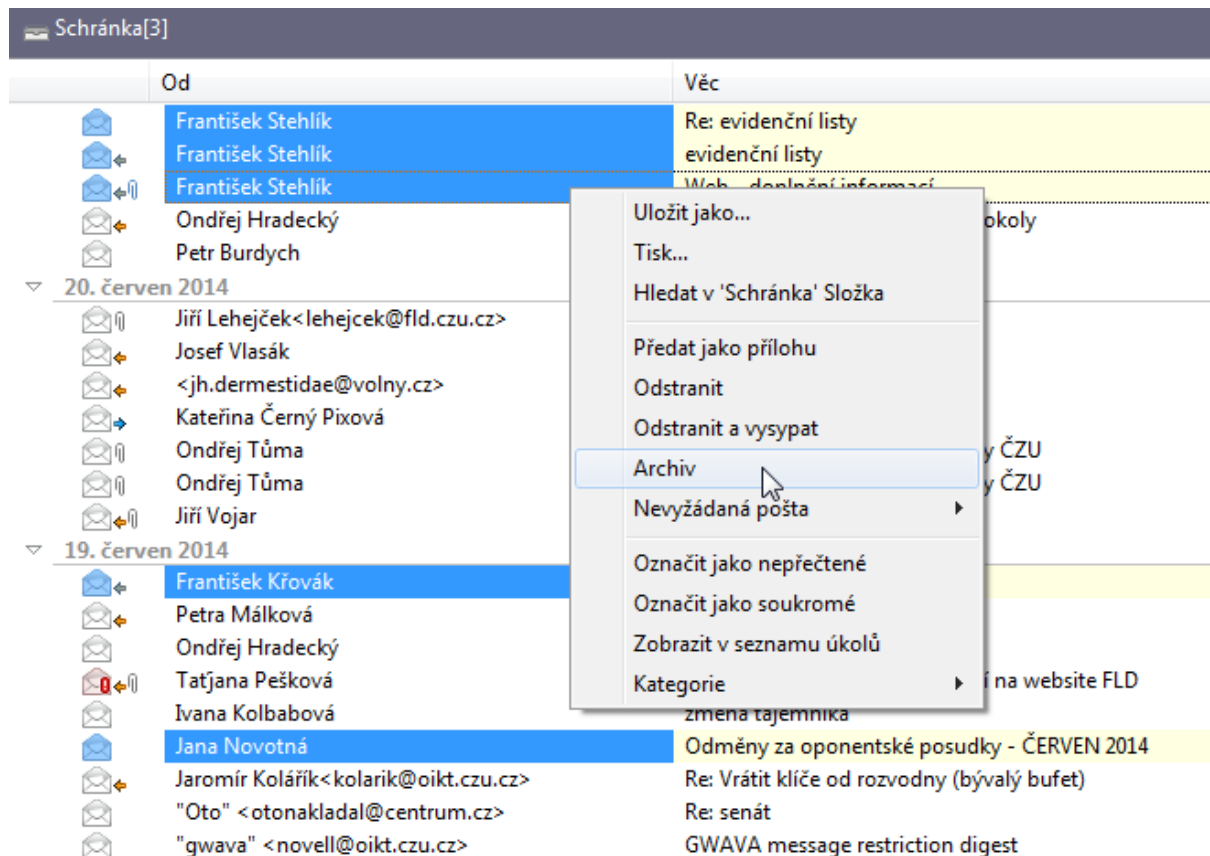 Schránka[3]
Od Věc
František Stehlík Re: evidenční listy
František Stehlík evidenční listy
František Stehlík Web - doplnění informací
Ondřej Hradecký okoly
Petr Burdych
20. červen 2014
Jiří Lehejček<lehejcek@fld.czu.cz>
Josef Vlasák
<jh.dermestidae@volny.cz>
Kateřina Černý Pixová
Ondřej Tůma y ČZU
Ondřej Tůma y ČZU
Jiří Vojar
19. červen 2014
František Křovák
Petra Málková
Ondřej Hradecký
Taťjana Pešková í na website FLD
Ivana Kolbabová změna tajemníka
Jana Novotná Odměny za oponentské posudky - ČERVEN 2014
Jaromír Kolářík<kolarik@oikt.czu.cz> Re: Vrátit klíče od rozvodny (bývalý bufet)
"Oto" <otonakladal@centrum.cz> Re: senát
"gwava" <novell@oikt.czu.cz> GWAVA message restriction digest
Uložit jako...
Tisk...
Hledat v 'Schránka' Složka
Předat jako přílohu
Odstranit
Odstranit a vysypat
Archiv
Nevyžádaná pošta
Označit jako nepřečtené
Označit jako soukromé
Zobrazit v seznamu úkolů
Kategorie